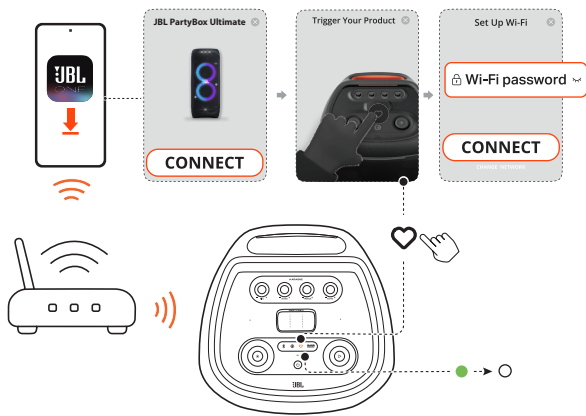 JBL PartyBox Ultimate
Trigger Your Product
Set Up Wi-Fi
JBL
ONE
Wi-Fi password
CONNECT
CONNECT
CHANGE NETWORK
JBL